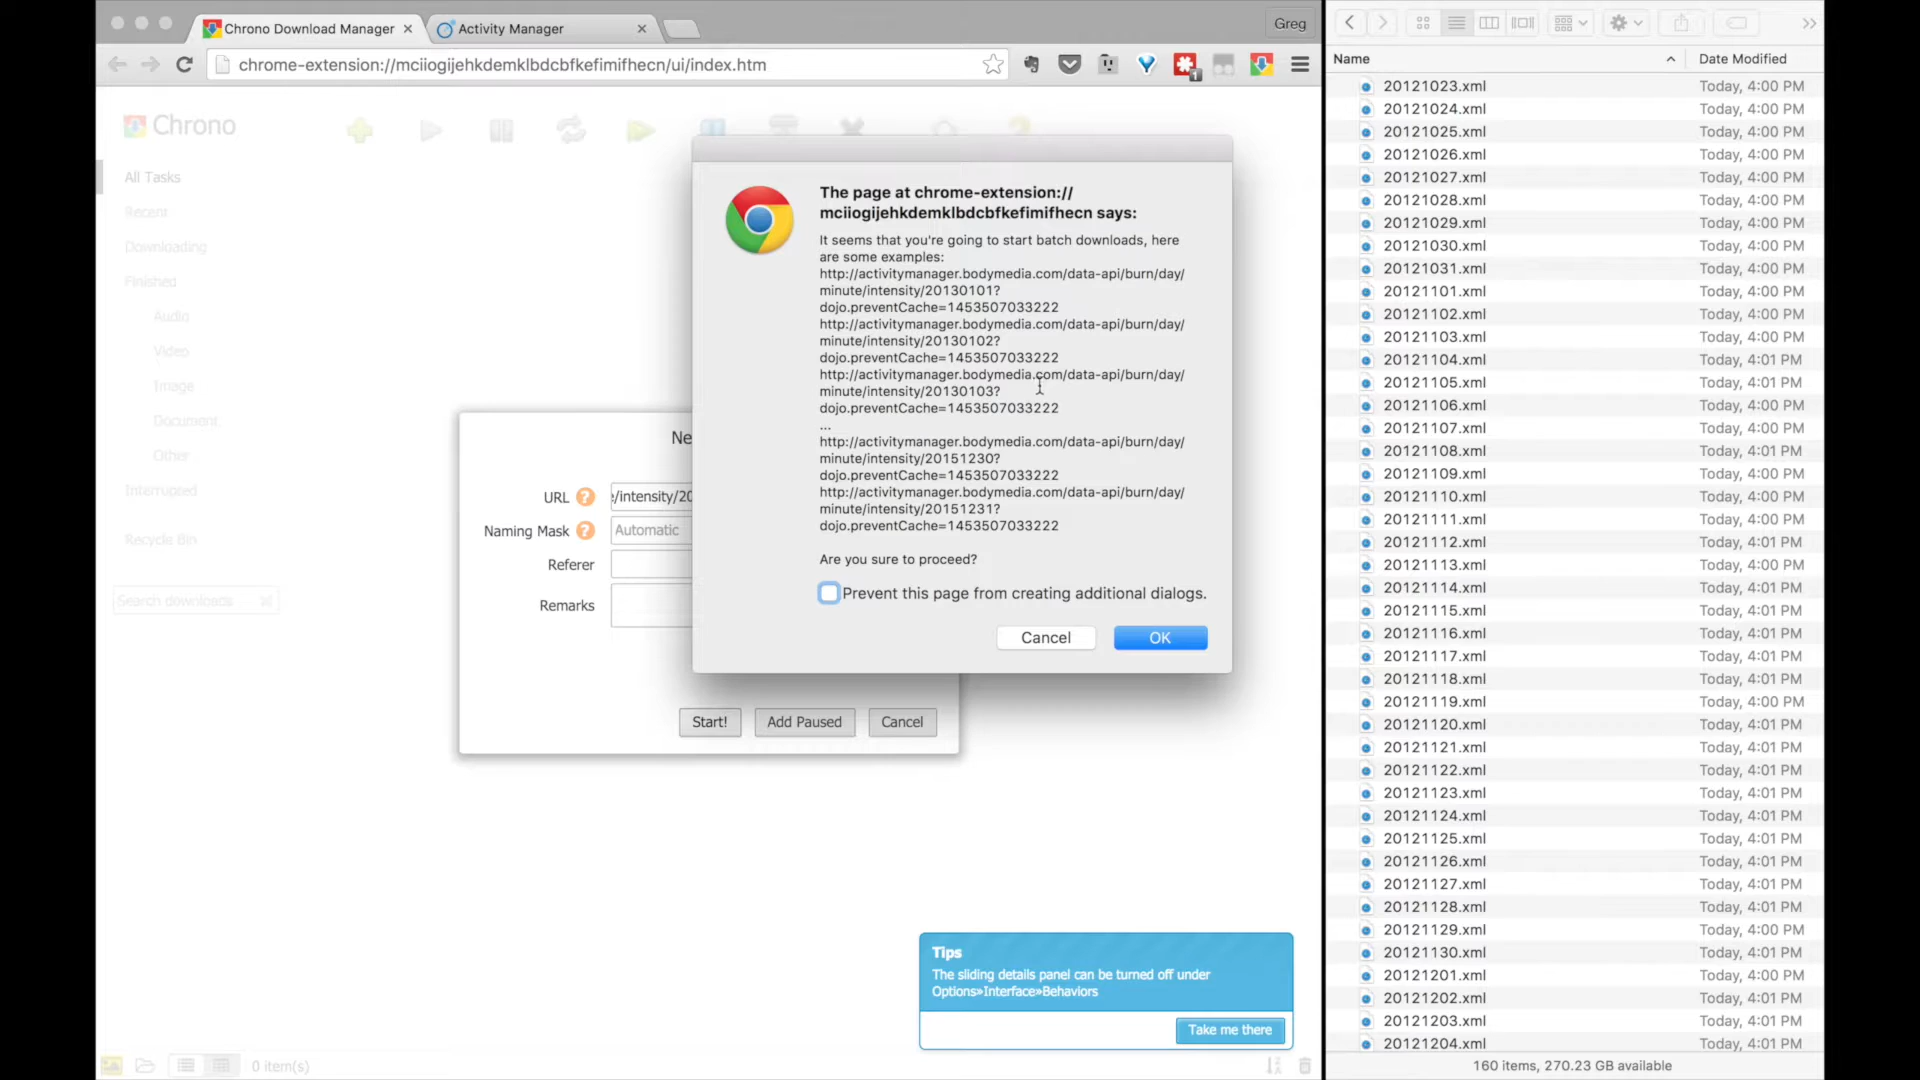 Chrono Download Manager
Activity Manager
Greg
chrome-extension://mciiogijehkdemklbdcbfkefimifhecn/ui/index.htm
1
Chrono
All Tasks
Recent
Downloading
Finished
Audio
Video
Image
Document
Other
Interrupted
Recycle Bin
Search downloads
The page at chrome-extension://
mciiogijehkdemklbdcbfkefimifhecn says:
It seems that you're going to start batch downloads, here
are some examples:
http://activitymanager.bodymedia.com/data-api/burn/day/
minute/intensity/20130101?
dojo.preventCache=1453507033222
http://activitymanager.bodymedia.com/data-api/burn/day/
minute/intensity/20130102?
dojo.preventCache=1453507033222
http://activitymanager.bodymedia.com/data-api/burn/day/
minute/intensity/20130103?
dojo.preventCache=1453507033222
...
http://activitymanager.bodymedia.com/data-api/burn/day/
minute/intensity/20151230?
dojo.preventCache=1453507033222
http://activitymanager.bodymedia.com/data-api/burn/day/
minute/intensity/20151231?
dojo.preventCache=1453507033222
Are you sure to proceed?
Prevent this page from creating additional dialogs.
Cancel
OK
Ne
URL ? :/intensity/20
Naming Mask ? Automatic
Referer
Remarks
Start!
Add Paused
Cancel
Tips
The sliding details panel can be turned off under
Options»Interface»Behaviors
Take me there
0 item(s)
Name Date Modified
20121023.xml Today, 4:00 PM
20121024.xml Today, 4:00 PM
20121025.xml Today, 4:00 PM
20121026.xml Today, 4:00 PM
20121027.xml Today, 4:00 PM
20121028.xml Today, 4:00 PM
20121029.xml Today, 4:00 PM
20121030.xml Today, 4:00 PM
20121031.xml Today, 4:00 PM
20121101.xml Today, 4:00 PM
20121102.xml Today, 4:00 PM
20121103.xml Today, 4:00 PM
20121104.xml Today, 4:01 PM
20121105.xml Today, 4:01 PM
20121106.xml Today, 4:00 PM
20121107.xml Today, 4:00 PM
20121108.xml Today, 4:01 PM
20121109.xml Today, 4:00 PM
20121110.xml Today, 4:01 PM
20121111.xml Today, 4:00 PM
20121112.xml Today, 4:01 PM
20121113.xml Today, 4:00 PM
20121114.xml Today, 4:01 PM
20121115.xml Today, 4:01 PM
20121116.xml Today, 4:01 PM
20121117.xml Today, 4:01 PM
20121118.xml Today, 4:01 PM
20121119.xml Today, 4:00 PM
20121120.xml Today, 4:01 PM
20121121.xml Today, 4:01 PM
20121122.xml Today, 4:01 PM
20121123.xml Today, 4:01 PM
20121124.xml Today, 4:01 PM
20121125.xml Today, 4:01 PM
20121126.xml Today, 4:01 PM
20121127.xml Today, 4:01 PM
20121128.xml Today, 4:01 PM
20121129.xml Today, 4:00 PM
20121130.xml Today, 4:01 PM
20121201.xml Today, 4:00 PM
20121202.xml Today, 4:01 PM
20121203.xml Today, 4:01 PM
20121204.xml Today, 4:01 PM
160 items, 270.23 GB available